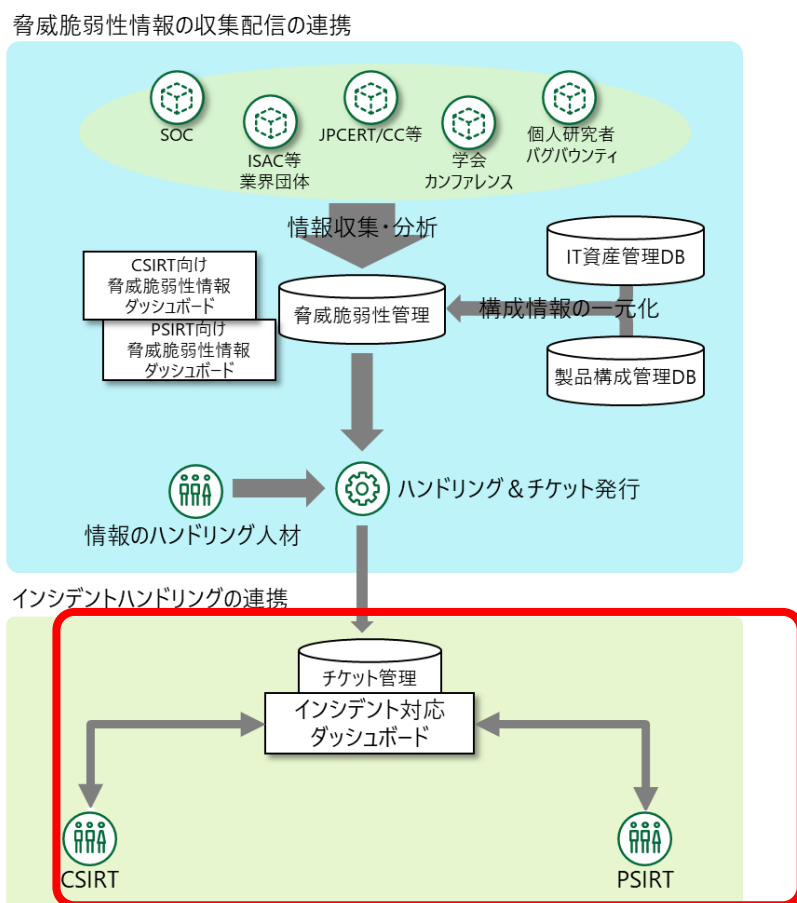 脅威脆弱性情報の収集配信の連携
SOC
ISAC等
業界団体
JPCERT/CC等
学会
カンファレンス
個人研究者
バグバウンティ
情報収集・分析
CSIRT向け
脅威脆弱性情報
ダッシュボード
PSIRT向け
脅威脆弱性情報
ダッシュボード
脅威脆弱性管理
IT資産管理DB
構成情報の一元化
製品構成管理DB
ハンドリング＆チケット発行
情報のハンドリング人材
インシデントハンドリングの連携
チケット管理
インシデント対応
ダッシュボード
CSIRT
PSIRT